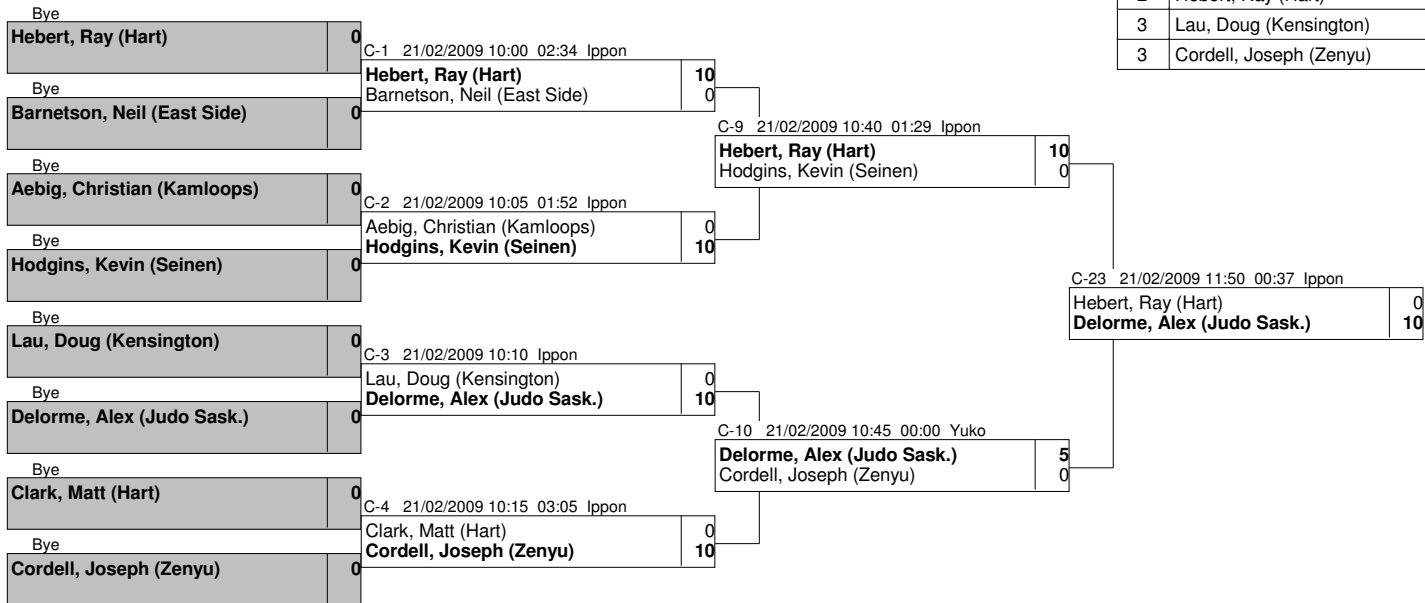 Bye
Hebert, Ray (Hart) 0
Bye
Barnetson, Neil (East Side) 0
Bye
Aebig, Christian (Kamloops) 0
Bye
Hodgins, Kevin (Seinen) 0
Bye
Lau, Doug (Kensington) 0
Bye
Delorme, Alex (Judo Sask.) 0
Bye
Clark, Matt (Hart) 0
Bye
Cordell, Joseph (Zenyu) 0
C-1 21/02/2009 10:00 02:34 Ippon
Hebert, Ray (Hart) 10
Barnetson, Neil (East Side) 0
C-2 21/02/2009 10:05 01:52 Ippon
Aebig, Christian (Kamloops) 0
Hodgins, Kevin (Seinen) 10
C-3 21/02/2009 10:10 Ippon
Lau, Doug (Kensington) 0
Delorme, Alex (Judo Sask.) 10
C-4 21/02/2009 10:15 03:05 Ippon
Clark, Matt (Hart) 0
Cordell, Joseph (Zenyu) 10
C-9 21/02/2009 10:40 01:29 Ippon
Hebert, Ray (Hart) 10
Hodgins, Kevin (Seinen) 0
C-10 21/02/2009 10:45 00:00 Yuko
Delorme, Alex (Judo Sask.) 5
Cordell, Joseph (Zenyu) 0
C-23 21/02/2009 11:50 00:37 Ippon
Hebert, Ray (Hart) 0
Delorme, Alex (Judo Sask.) 10
2 Hebert, Ray (Hart)
3 Lau, Doug (Kensington)
3 Cordell, Joseph (Zenyu)